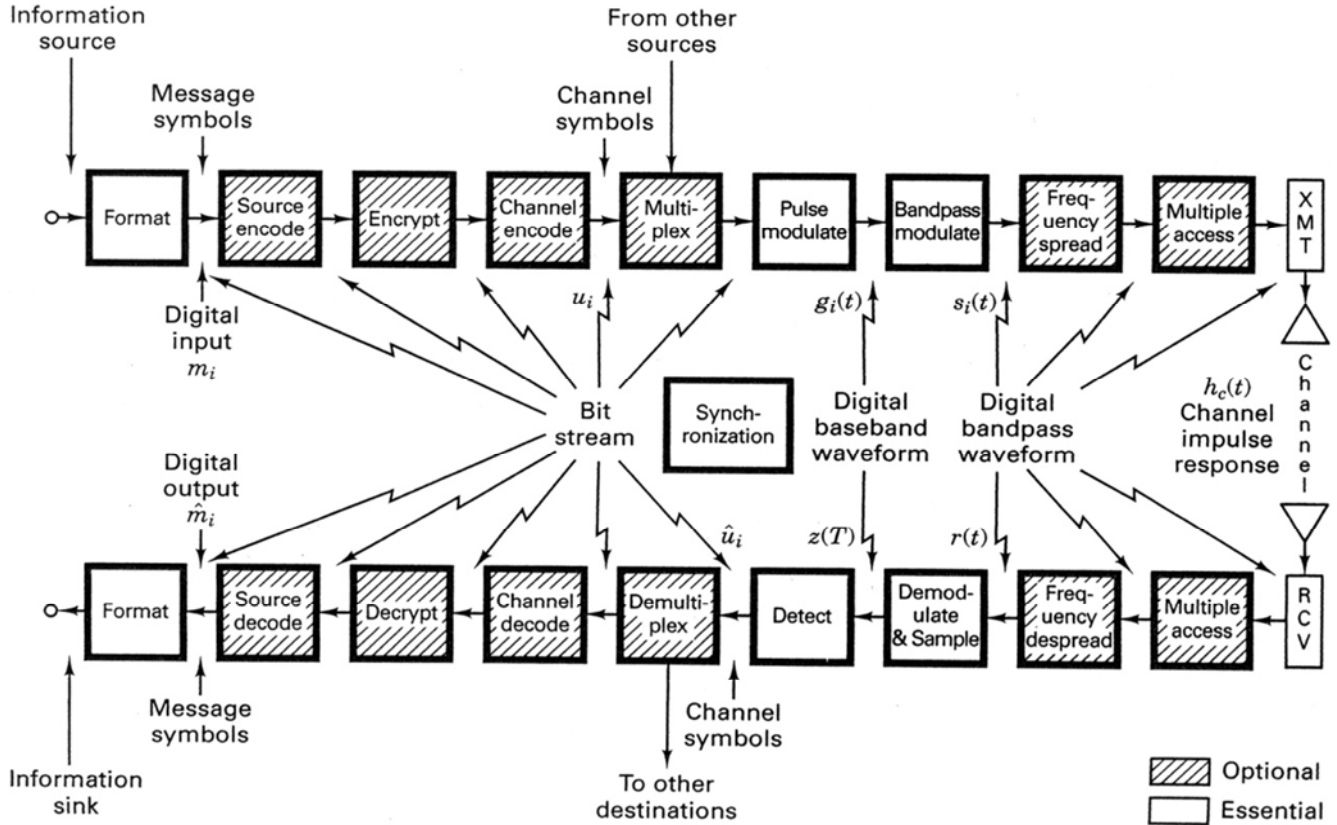 Information
source
From other
sources
Message
symbols
Channel
symbols
Format
Source
encode
Encrypt
Channel
encode
Multi-
plex
Pulse
modulate
Bandpass
modulate
Freq-
uency
spread
Multiple
access
X
M
T
Digital
input
m_i
u_i
g_i(t)
s_i(t)
Bit
stream
Synch-
ronization
Digital
baseband
waveform
Digital
bandpass
waveform
h_c(t)
Channel
impulse
response
C
h
a
n
n
e
l
Digital
output
m̂_i
û_i
z(T)
r(t)
Format
Source
decode
Decrypt
Channel
decode
Demulti-
plex
Detect
Demod-
ulate
& Sample
Freq-
uency
despread
Multiple
access
R
C
V
Message
symbols
Channel
symbols
Information
sink
To other
destinations
Optional
Essential